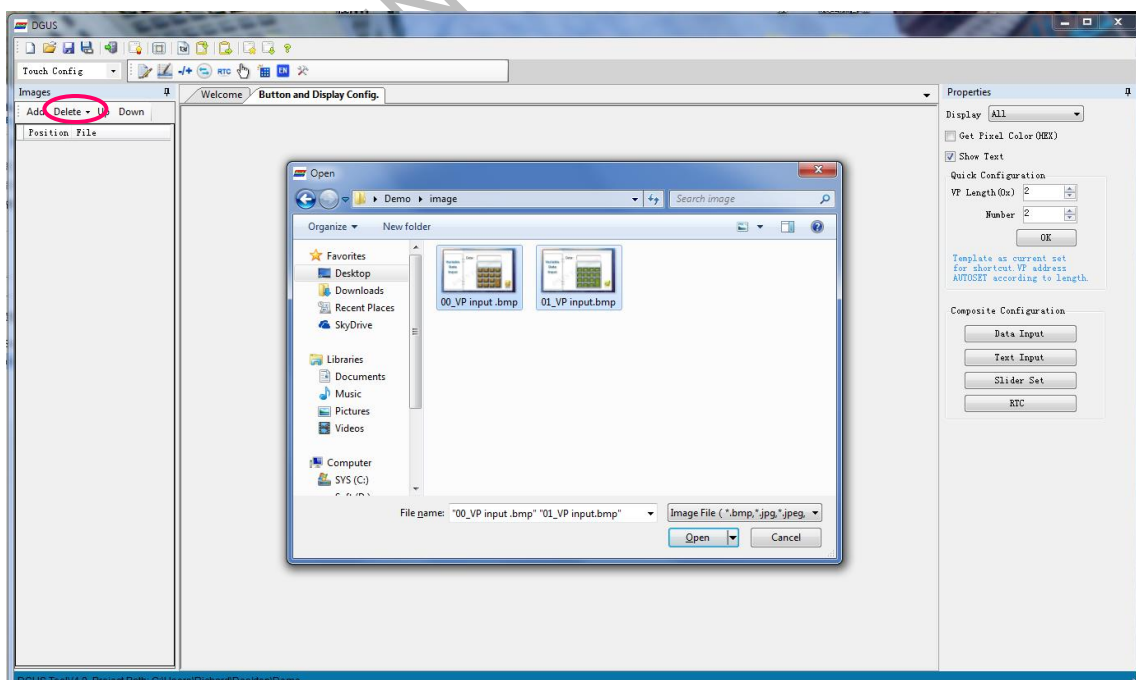 DGUS
Touch Config
RTC
EN
Images
Welcome
Button and Display Config.
Properties
Add Delete Up Down
Position File
Display All
Get Pixel Color(HEX)
Show Text
Quick Configuration
VP Length(0x) 2
Number 2
OK
Template as current set
for shortcut.VP address
AUTOSET according to length.
Composite Configuration
Data Input
Text Input
Slider Set
RTC
Open
Demo
image
Search image
Organize
New folder
Favorites
Desktop
Downloads
Recent Places
SkyDrive
Libraries
Documents
Music
Pictures
Videos
Computer
SYS (C:)
00_VP input .bmp
01_VP input.bmp
File name: "00_VP input .bmp" "01_VP input.bmp"
Image File ( *.bmp,*.jpg,*.jpeg,
Open
Cancel